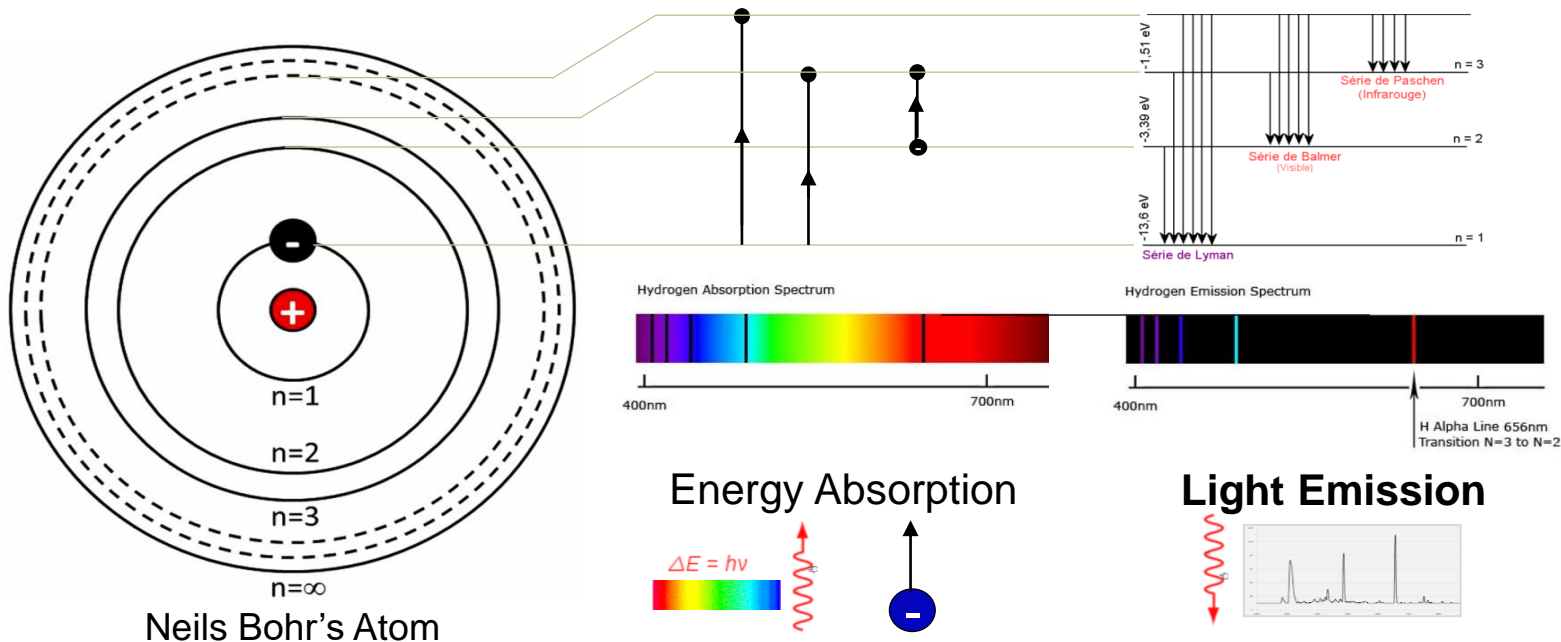 -
+
n=1
n=2
n=3
n=∞
Neils Bohr's Atom
-
-1,51 eV
-3,39 eV
-13,6 eV
n = 3
Série de Paschen
(Infrarouge)
n = 2
Série de Balmer
(Visible)
n = 1
Série de Lyman
Hydrogen Absorption Spectrum
400nm
700nm
Hydrogen Emission Spectrum
400nm
700nm
H Alpha Line 656nm
Transition N=3 to N=2
Energy Absorption
ΔE = hν
-
Light Emission